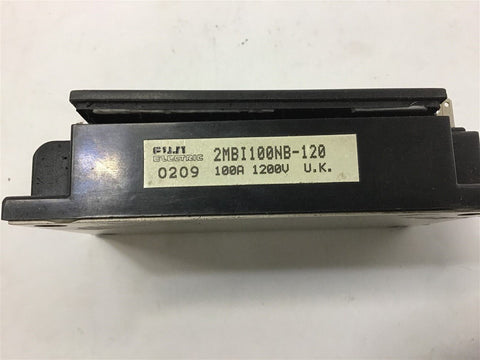 FUJI ELECTRIC 2MBI100NB-120
0209 100A 1200V U.K.